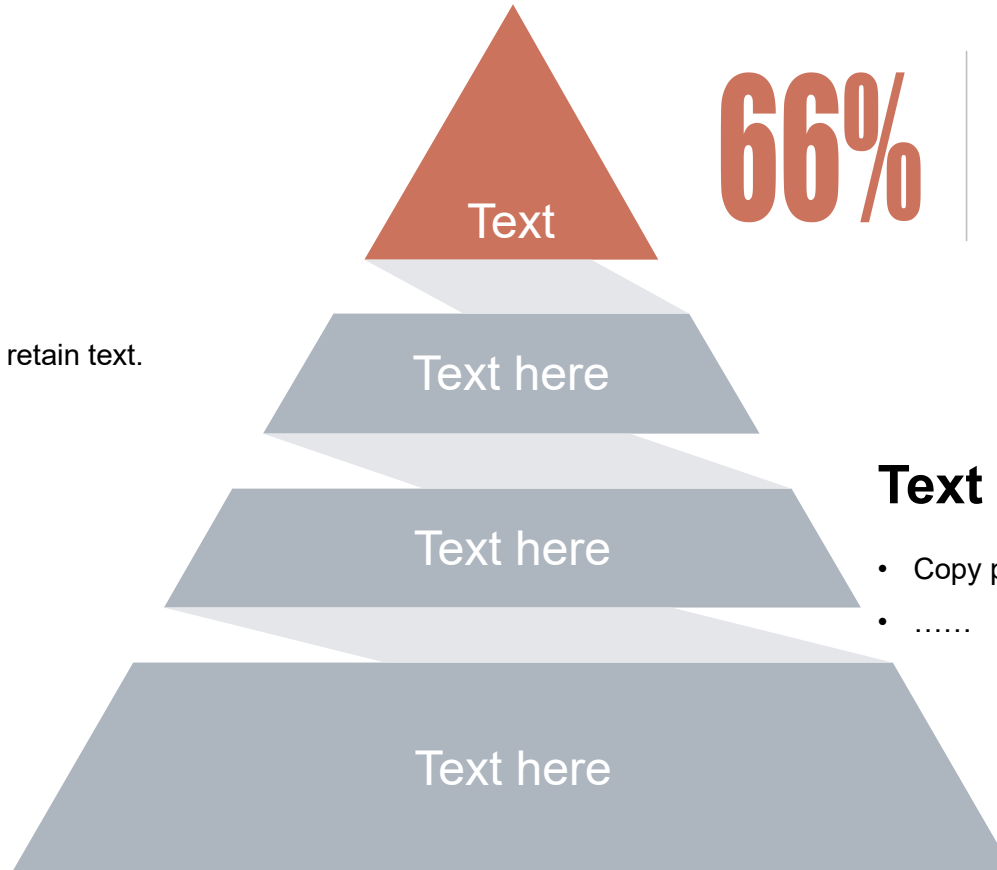 66%
Text
retain text.
Text here
Text
Text here
• Copy
• ......
Text here